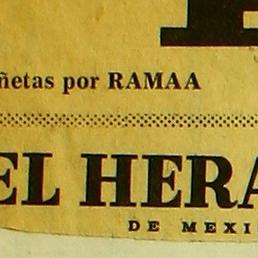 ñetas por RAMAA
EL HERA
DE MEXI